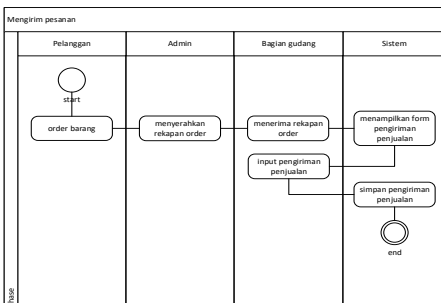 Mengirim pesanan
Pelanggan
Admin
Bagian gudang
Sistem
start
order barang
menyerahkan
rekapan order
menerima rekapan
order
menampilkan form
pengiriman
penjualan
input pengiriman
penjualan
simpan pengiriman
penjualan
end
hase